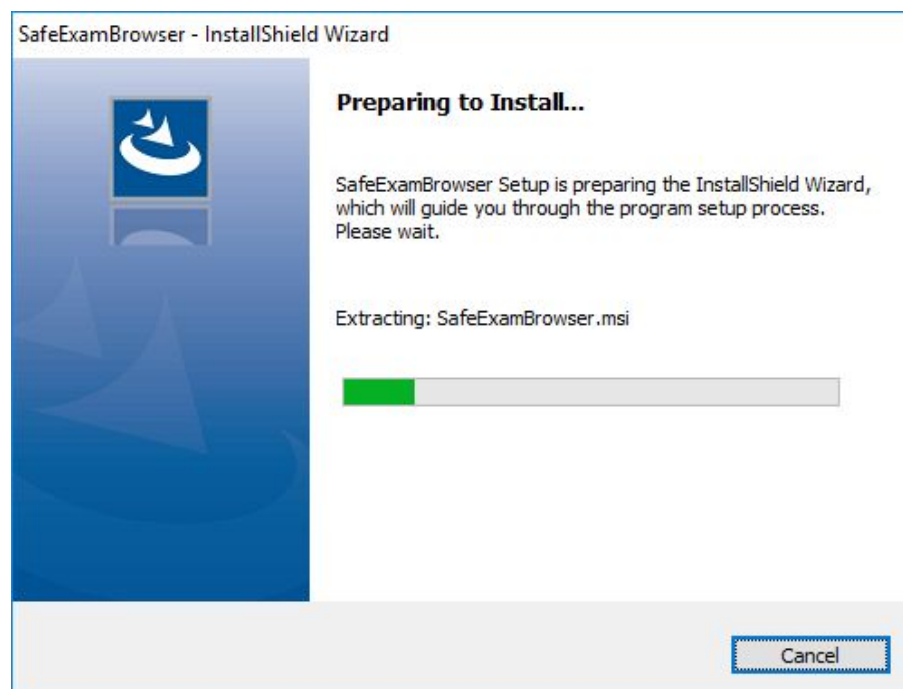 SafeExamBrowser - InstallShield Wizard
Preparing to Install...
SafeExamBrowser Setup is preparing the InstallShield Wizard,
which will guide you through the program setup process.
Please wait.
Extracting: SafeExamBrowser.msi
Cancel